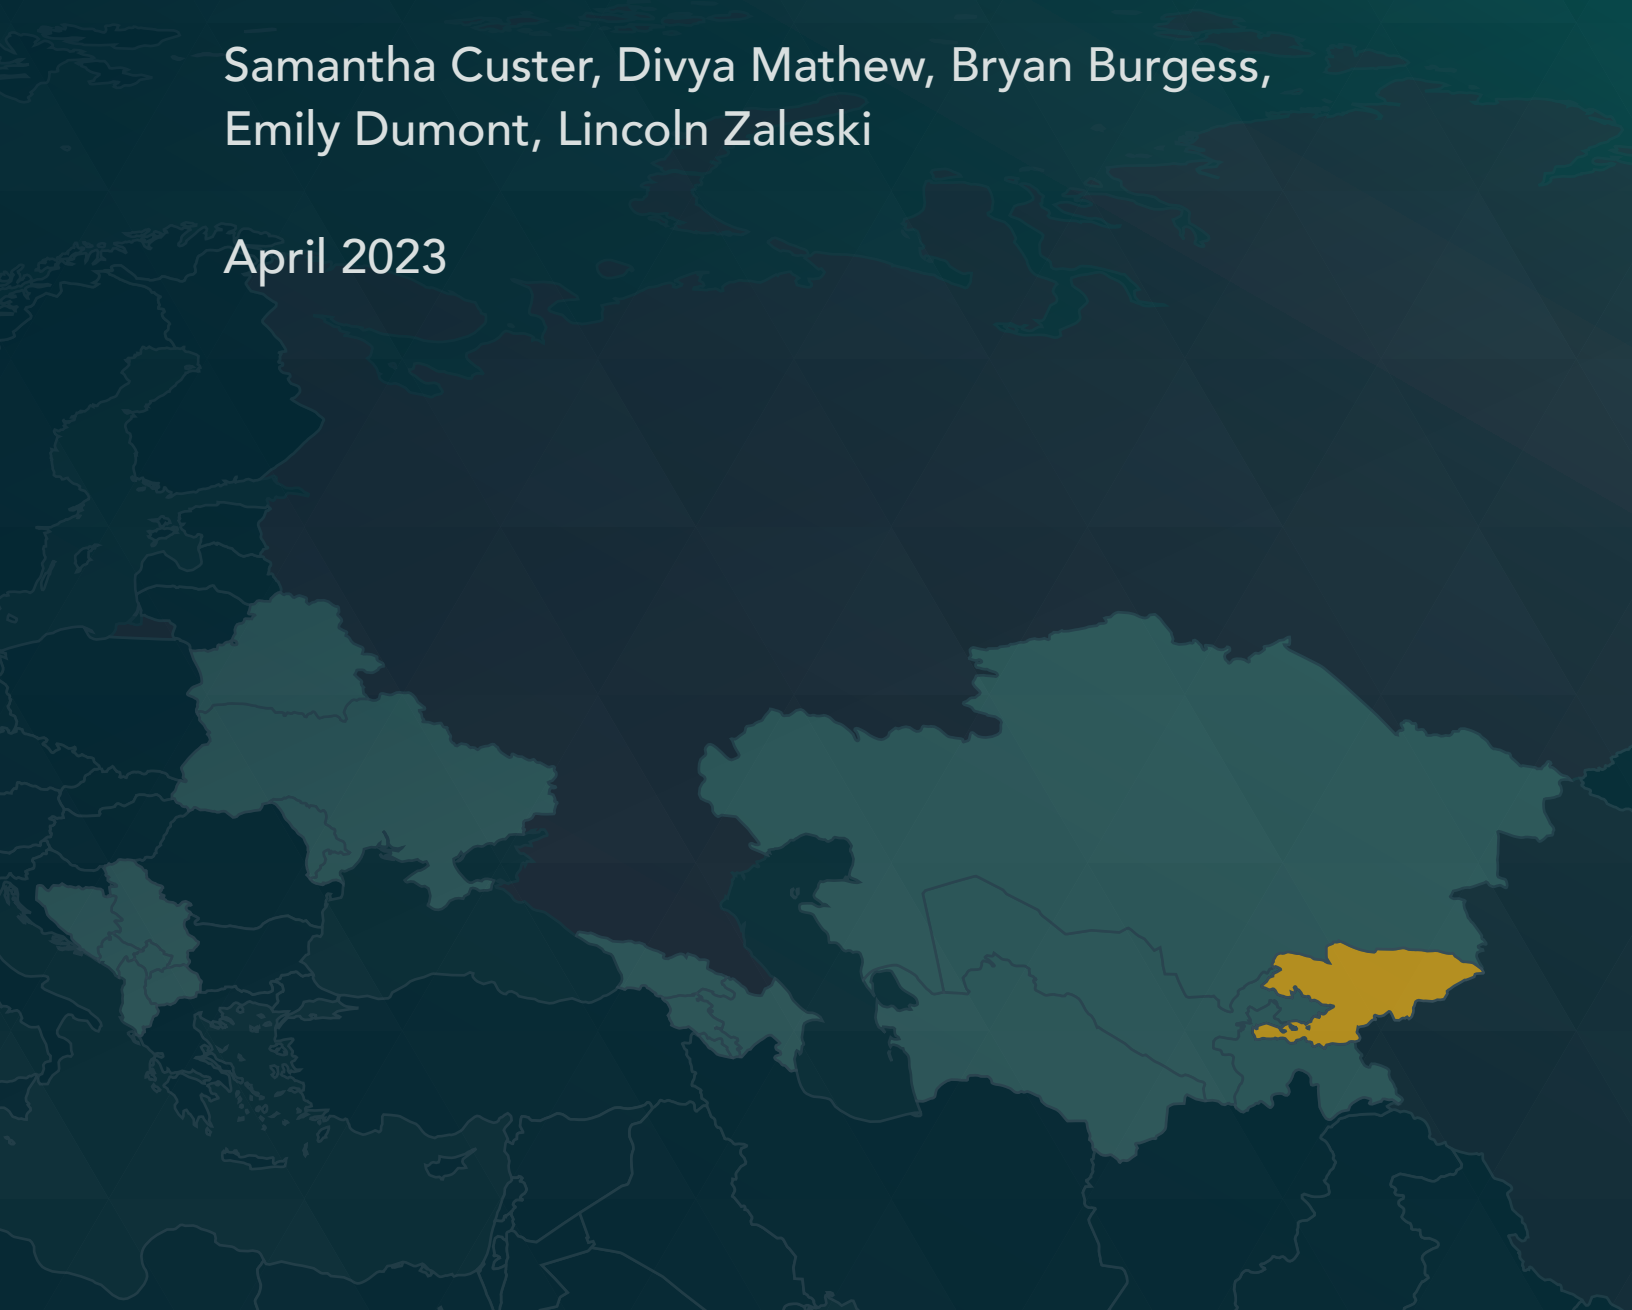 Samantha Custer, Divya Mathew, Bryan Burgess,
Emily Dumont, Lincoln Zaleski
April 2023